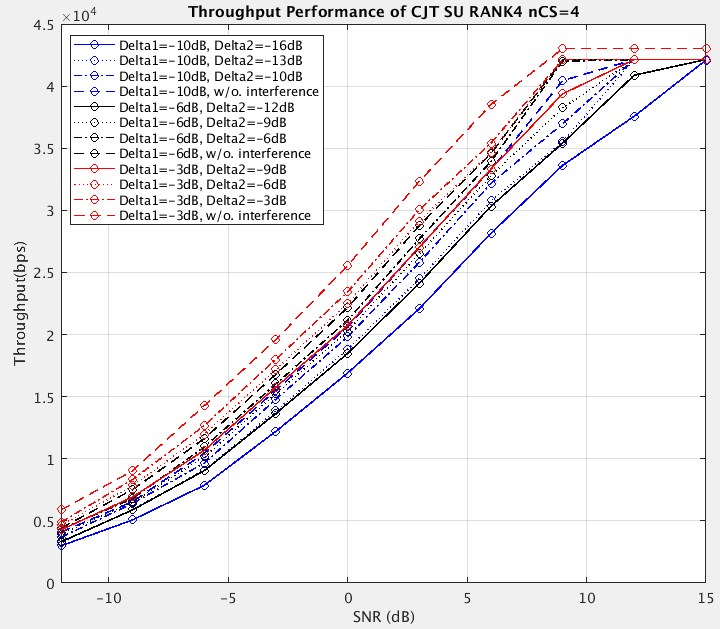 Throughput Performance of CJT SU RANK4 nCS=4
×10^4
4.5
4
3.5
3
2.5
2
1.5
1
0.5
0
Throughput(bps)
Delta1=-10dB, Delta2=-16dB
Delta1=-10dB, Delta2=-13dB
Delta1=-10dB, Delta2=-10dB
Delta1=-10dB, w/o. interference
Delta1=-6dB, Delta2=-12dB
Delta1=-6dB, Delta2=-9dB
Delta1=-6dB, Delta2=-6dB
Delta1=-6dB, w/o. interference
Delta1=-3dB, Delta2=-9dB
Delta1=-3dB, Delta2=-6dB
Delta1=-3dB, Delta2=-3dB
Delta1=-3dB, w/o. interference
-10 -5 0 5 10 15
SNR (dB)